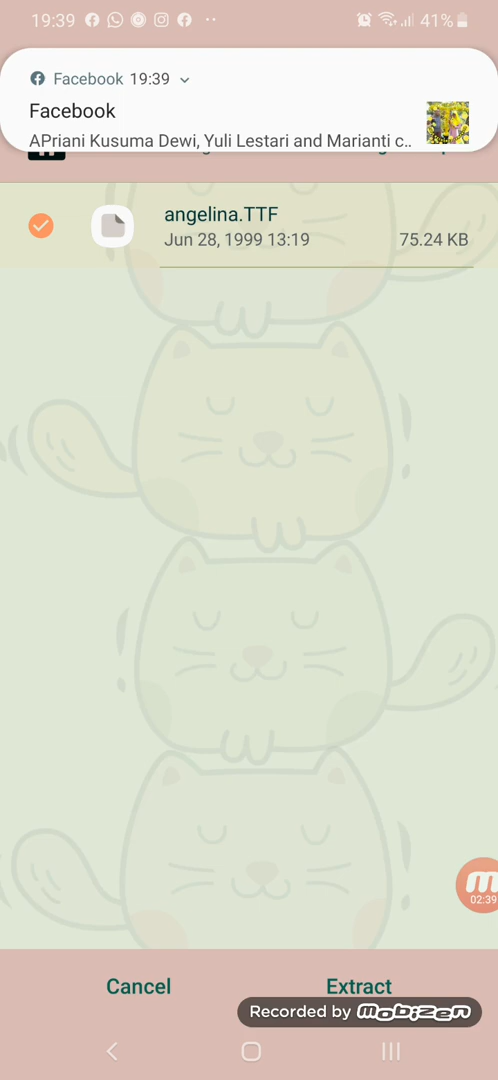 19:39
41%
Facebook 19:39
Facebook
APriani Kusuma Dewi, Yuli Lestari and Marianti c..
angelina.TTF
Jun 28, 1999 13:19
75.24 KB
02:39
Cancel
Extract
Recorded by mobizen